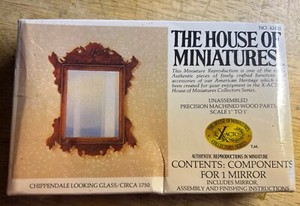 THE HOUSE OF
MINIATURES
This Miniature Reproduction is one of the
Authentic pieces of finely crafted
accessories of our American Heritage which
been created for your enjoyment in the X-ACTO
House of Miniatures Collectors Series.
UNASSEMBLED
PRECISION MACHINED WOOD PARTS
SCALE 1" TO 1'
X-ACTO
T.M.
AUTHENTIC REPRODUCTIONS IN MINIATURE
CONTENTS: COMPONENTS
FOR 1 MIRROR
INCLUDES MIRROR,
ASSEMBLY AND FINISHING INSTRUCTIONS
CHIPPENDALE LOOKING GLASS/CIRCA 1750